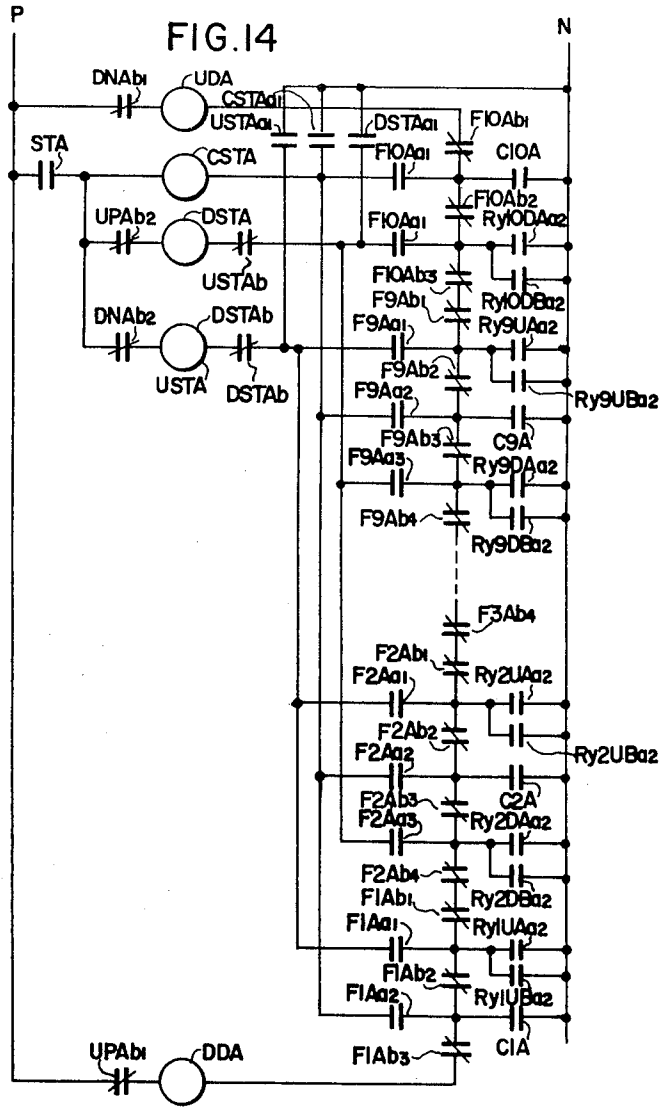 P
N
FIG.14
DNAb1
UDA
CSTAa1
USTAa1
DSTAa1
F10Ab1
STA
CSTA
F10Aa1
C10A
F10Ab2
UPAb2
DSTA
F10Aa1
Ry10DAa2
USTAb
F10Ab3
Ry10DBa2
F9Ab1
DNAb2
DSTAb
F9Aa1
Ry9UAa2
F9Ab2
USTA
DSTAb
F9Aa2
Ry9UBa2
F9Ab3
C9A
F9Aa3
Ry9DAa2
F9Ab4
Ry9DBa2
F3Ab4
F2Ab1
F2Aa1
Ry2UAa2
F2Ab2
F2Aa2
Ry2UBa2
F2Ab3
C2A
F2Aa3
Ry2DAa2
F2Ab4
Ry2DBa2
F1Ab1
F1Aa1
Ry1UAa2
F1Ab2
F1Aa2
Ry1UBa2
C1A
UPAb1
DDA
F1Ab3